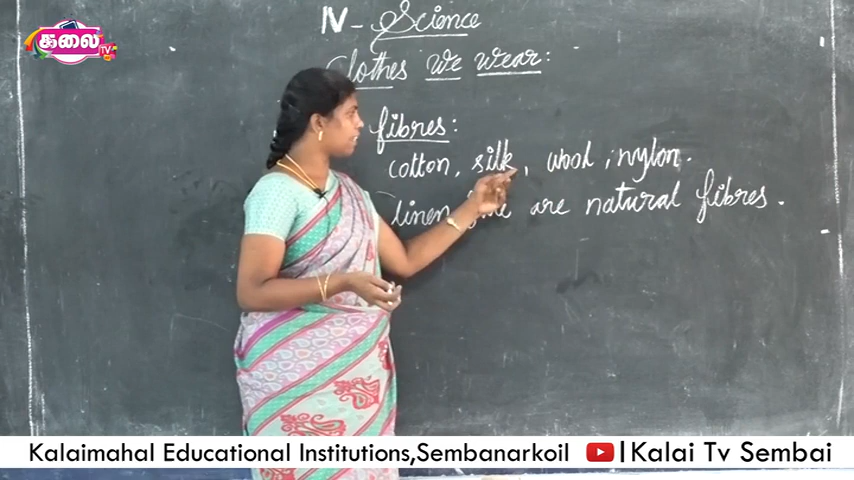 கலை
TV
IV - Science
Clothes we wear:
fibres:
cotton, silk, wool, nylon.
linen are natural fibres.
Kalaimahal Educational Institutions,Sembanarkoil
|Kalai Tv Sembai